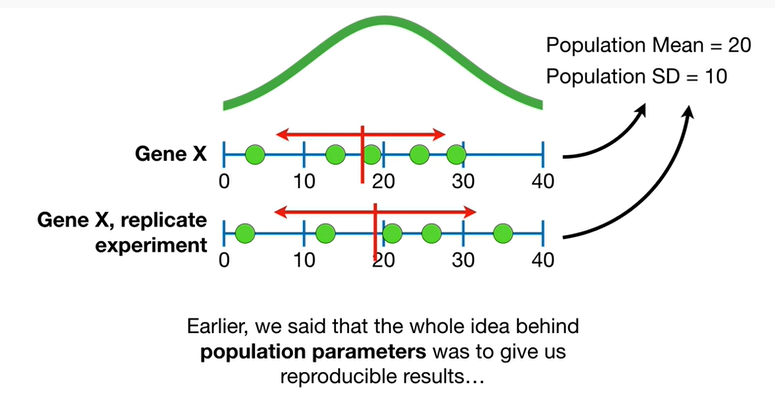 Population Mean = 20
Population SD = 10
Gene X
0 10 20 30 40
Gene X, replicate
experiment
0 10 20 30 40
Earlier, we said that the whole idea behind
population parameters was to give us
reproducible results…